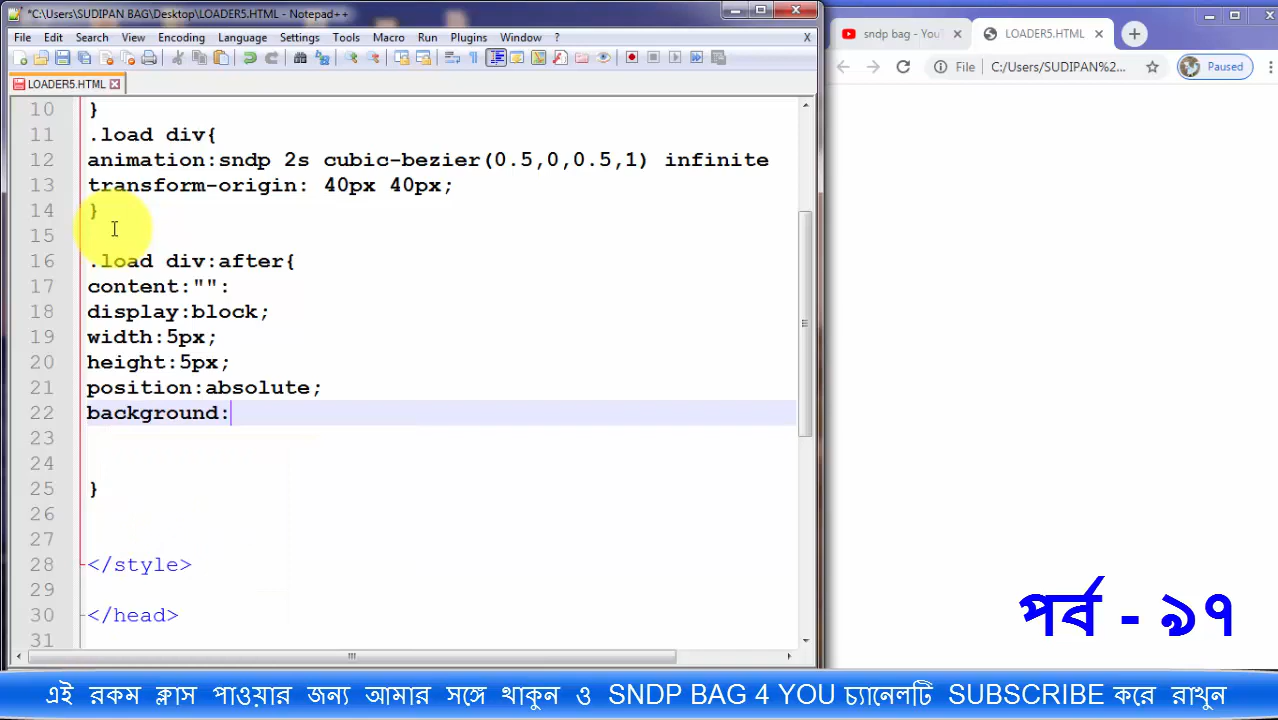 *C:\Users\SUDIPAN BAG\Desktop\LOADER5.HTML - Notepad++
File Edit Search View Encoding Language Settings Tools Macro Run Plugins Window ? X
LOADER5.HTML
10 }
11 .load div{
12 animation:sndp 2s cubic-bezier(0.5,0,0.5,1) infinite
13 transform-origin: 40px 40px;
14 }
15
16 .load div:after{
17 content:"":
18 display:block;
19 width:5px;
20 height:5px;
21 position:absolute;
22 background:
23
24
25 }
26
27
28 </style>
29
30 </head>
31
sndp bag - You
LOADER5.HTML
File C:/Users/SUDIPAN%2... Paused
পর্ব - ৯৭
এই রকম ক্লাস পাওয়ার জন্য আমার সঙ্গে থাকুন ও SNDP BAG 4 YOU চ্যানেলটি SUBSCRIBE করে রাখুন